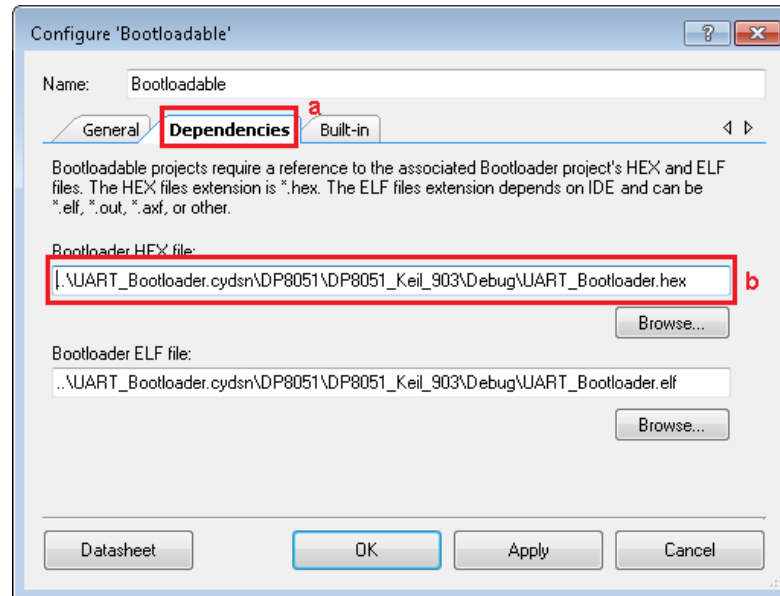 Configure 'Bootloadable'
Name:
Bootloadable
a
General
Dependencies
Built-in
Bootloadable projects require a reference to the associated Bootloader project's HEX and ELF
files. The HEX files extension is *.hex. The ELF files extension depends on IDE and can be
*.elf, *.out, *.axf, or other.
Bootloader HEX file:
..\UART_Bootloader.cydsn\DP8051\DP8051_Keil_903\Debug\UART_Bootloader.hex
b
Browse...
Bootloader ELF file:
..\UART_Bootloader.cydsn\DP8051\DP8051_Keil_903\Debug\UART_Bootloader.elf
Browse...
Datasheet
OK
Apply
Cancel